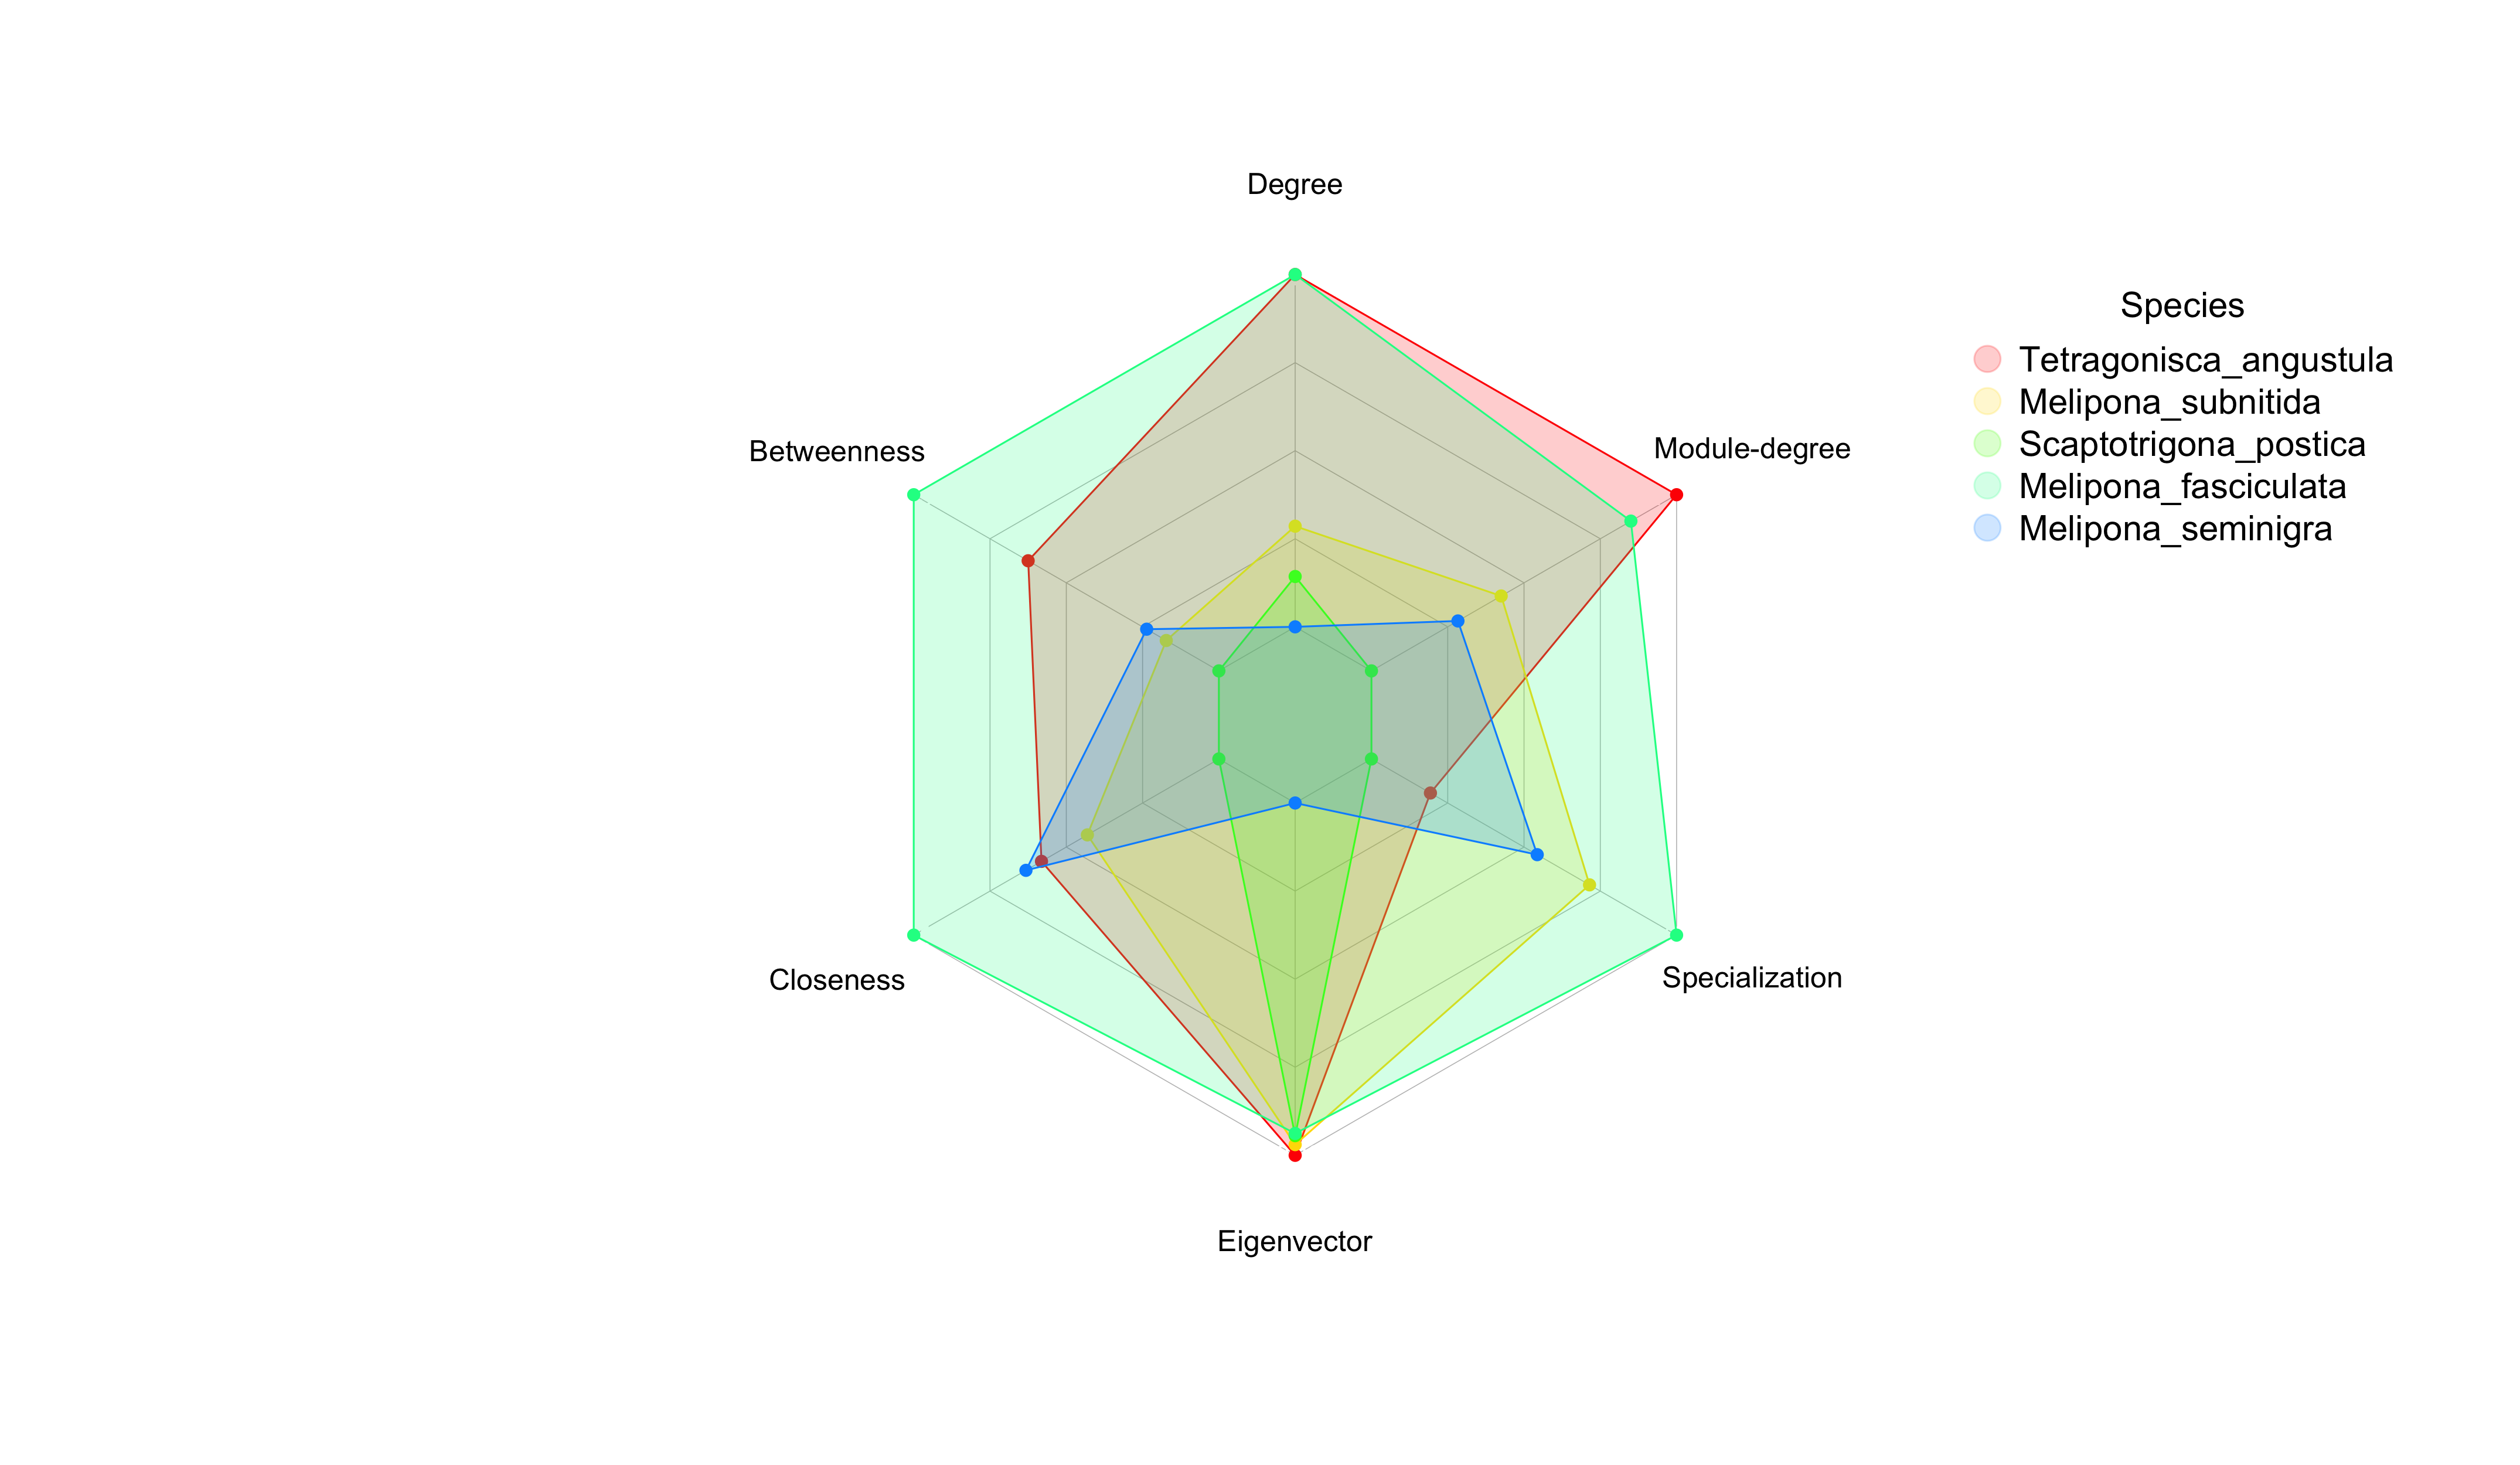 Degree
Species
Tetragonisca_angustula
Melipona_subnitida
Betweenness
Module-degree
Scaptotrigona_postica
Melipona_fasciculata
Melipona_seminigra
Closeness
Specialization
Eigenvector